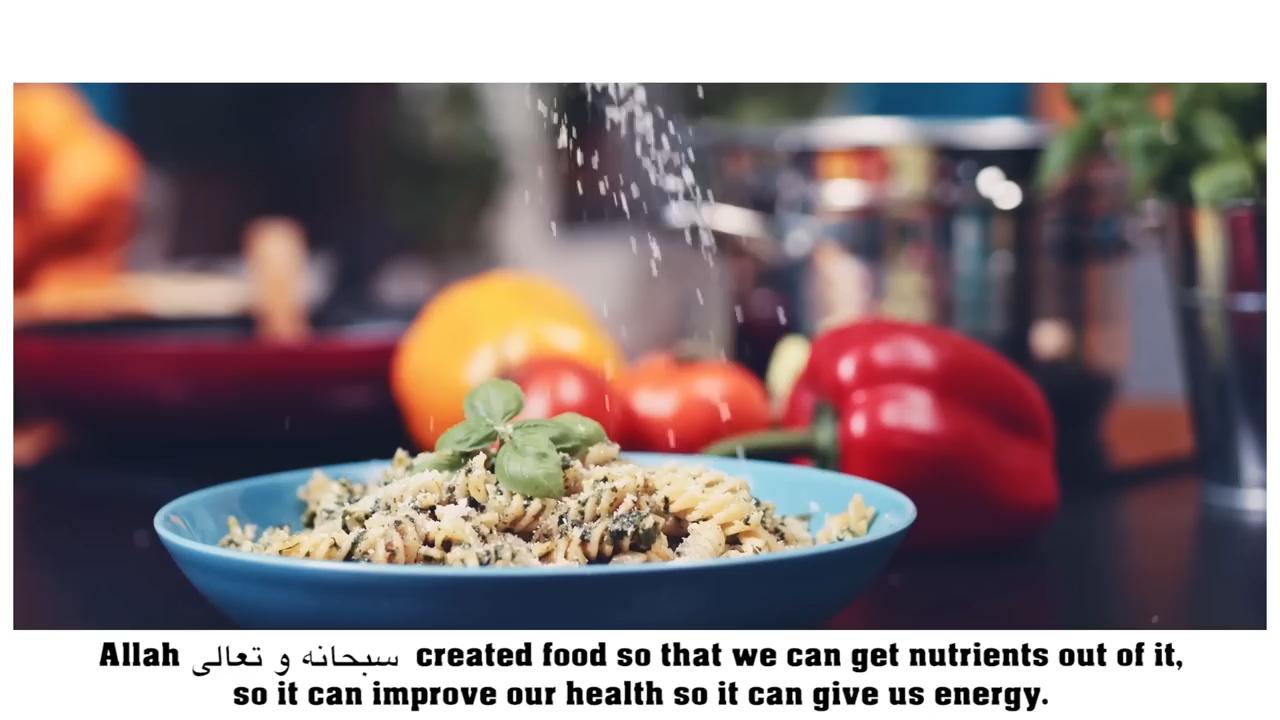 Allah سبحانه و تعالى created food so that we can get nutrients out of it,
so it can improve our health so it can give us energy.